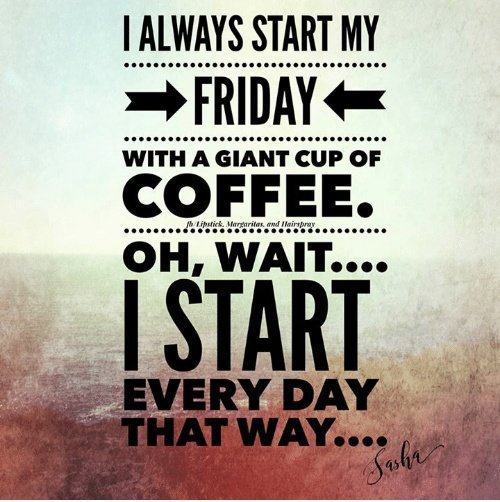 I ALWAYS START MY
FRIDAY
WITH A GIANT CUP OF
COFFEE.
fb/Lipstick, Margaritas, and Hairspray
OH, WAIT....
I START
EVERY DAY
THAT WAY....
Sasha